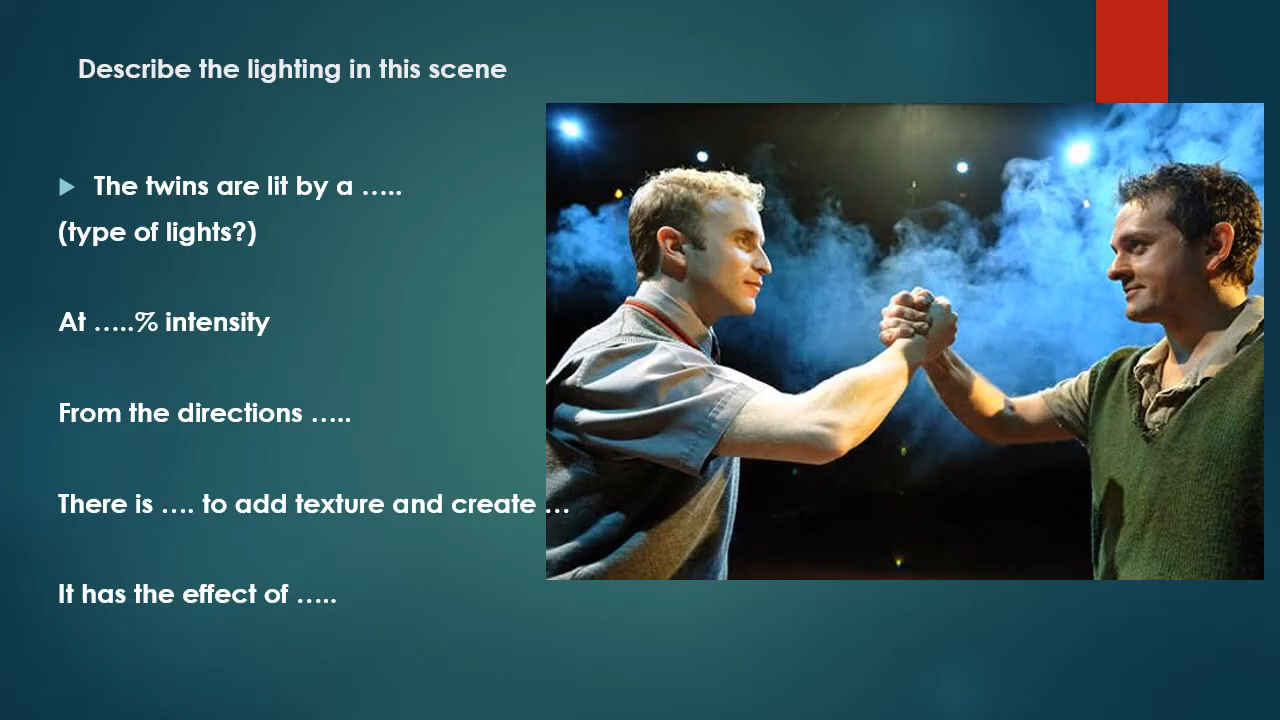 Describe the lighting in this scene
The twins are lit by a …..
(type of lights?)
At …..% intensity
From the directions …..
There is …. to add texture and create …
It has the effect of …..